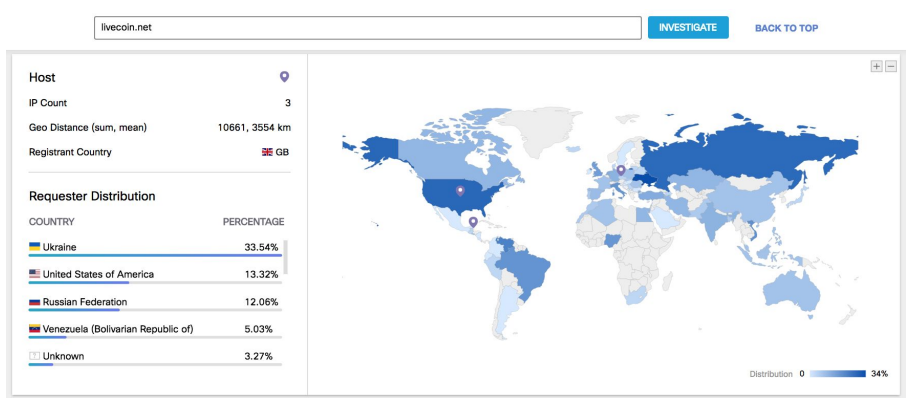 livecoin.net
INVESTIGATE
BACK TO TOP
Host
IP Count 3
Geo Distance (sum, mean) 10661, 3554 km
Registrant Country GB
Requester Distribution
COUNTRY PERCENTAGE
Ukraine 33.54%
United States of America 13.32%
Russian Federation 12.06%
Venezuela (Bolivarian Republic of) 5.03%
? Unknown 3.27%
+ −
Distribution 0 34%